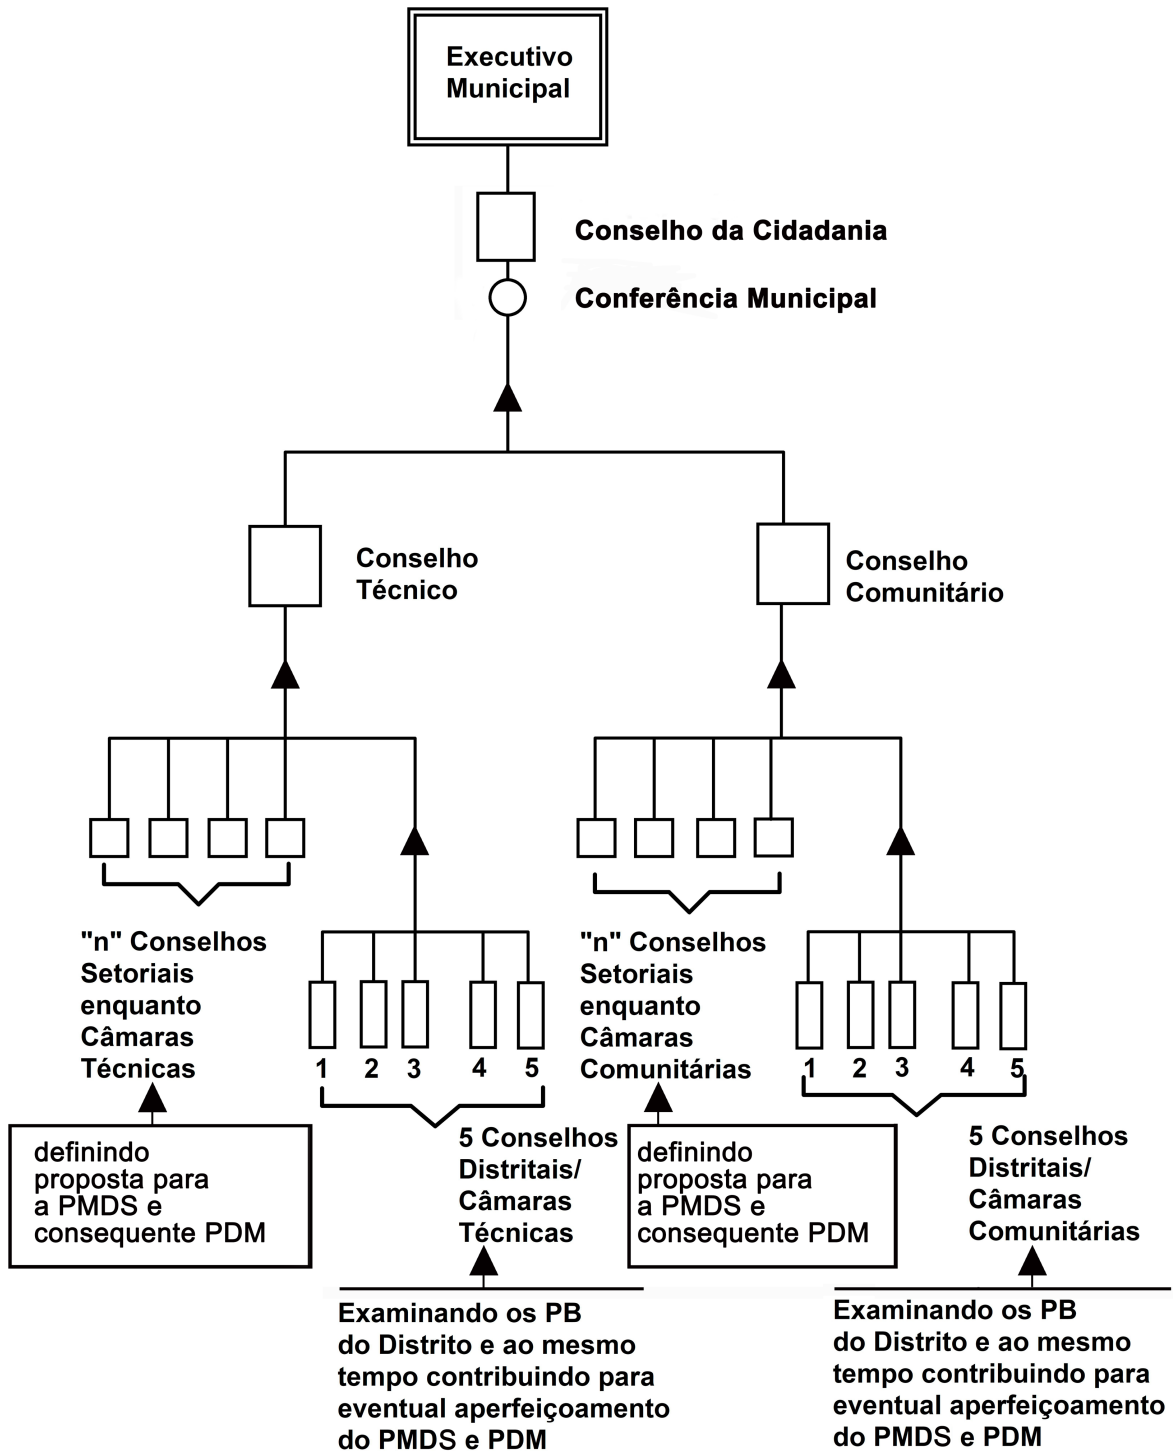 Executivo
Municipal
Conselho da Cidadania
Conferência Municipal
Conselho
Técnico
Conselho
Comunitário
"n" Conselhos
Setoriais
enquanto
Câmaras
Técnicas
1 2 3 4 5
"n" Conselhos
Setoriais
enquanto
Câmaras
Comunitárias
1 2 3 4 5
definindo
proposta para
a PMDS e
consequente PDM
5 Conselhos
Distritais/
Câmaras
Técnicas
definindo
proposta para
a PMDS e
consequente PDM
5 Conselhos
Distritais/
Câmaras
Comunitárias
Examinando os PB
do Distrito e ao mesmo
tempo contribuindo para
eventual aperfeiçoamento
do PMDS e PDM
Examinando os PB
do Distrito e ao mesmo
tempo contribuindo para
eventual aperfeiçoamento
do PMDS e PDM